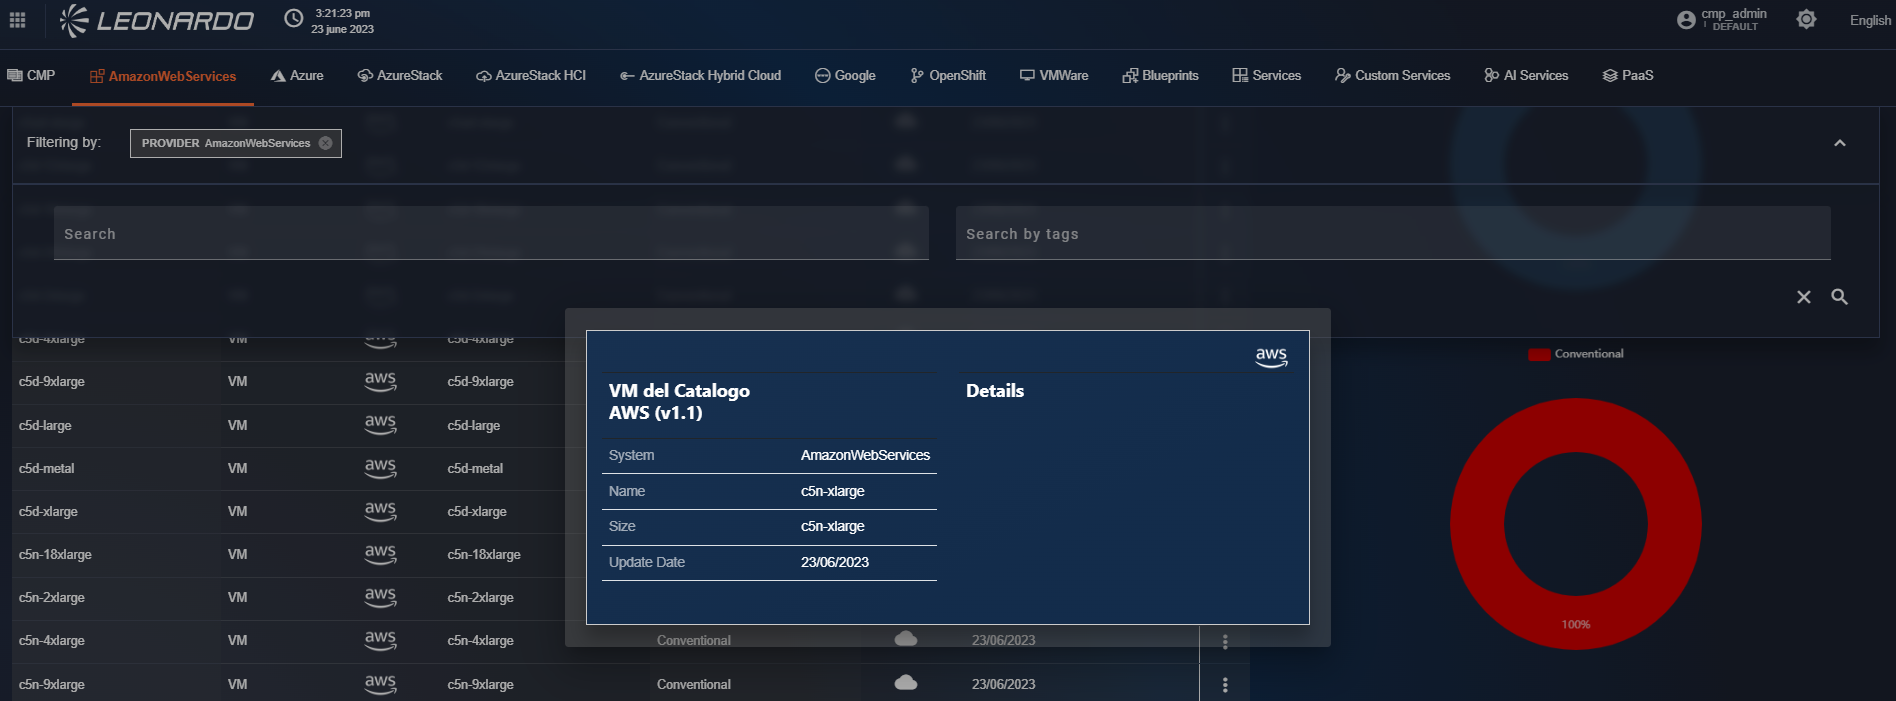 LEONARDO
3:21:23 pm
23 june 2023
cmp_admin
DEFAULT
English
CMP AmazonWebServices Azure AzureStack AzureStack HCI AzureStack Hybrid Cloud Google OpenShift VMWare Blueprints Services Custom Services AI Services PaaS
Filtering by: PROVIDER AmazonWebServices
Search Search by tags
c5d-4xlarge VM aws c5d-4xlarge
c5d-9xlarge VM aws c5d-9xlarge
c5d-large VM aws c5d-large
c5d-metal VM aws c5d-metal
c5d-xlarge VM aws c5d-xlarge
c5n-18xlarge VM aws c5n-18xlarge
c5n-2xlarge VM aws c5n-2xlarge
c5n-4xlarge VM aws c5n-4xlarge Conventional 23/06/2023
c5n-9xlarge VM aws c5n-9xlarge Conventional 23/06/2023
aws
VM del Catalogo
AWS (v1.1)
System AmazonWebServices
Name c5n-xlarge
Size c5n-xlarge
Update Date 23/06/2023
Details
Conventional
100%